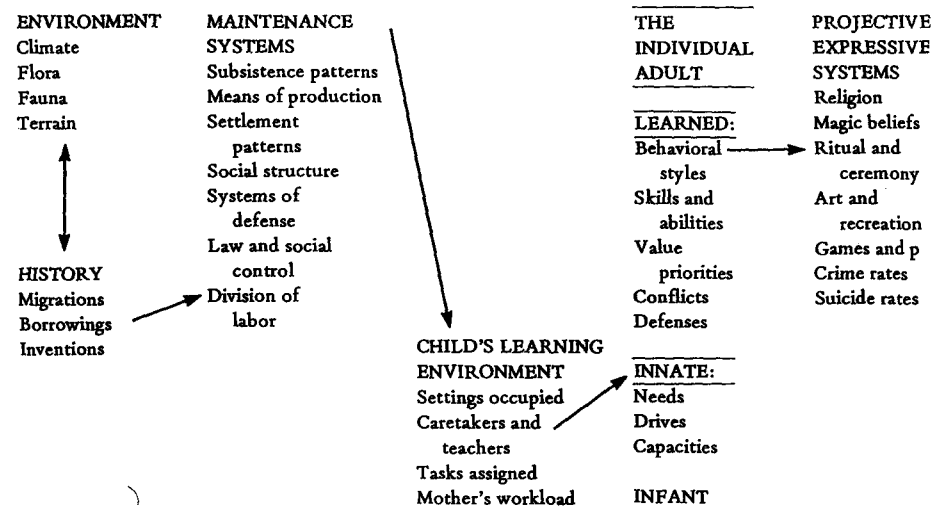 ENVIRONMENT
Climate
Flora
Fauna
Terrain
HISTORY
Migrations
Borrowings
Inventions
MAINTENANCE
SYSTEMS
Subsistence patterns
Means of production
Settlement
patterns
Social structure
Systems of
defense
Law and social
control
Division of
labor
CHILD'S LEARNING
ENVIRONMENT
Settings occupied
Caretakers and
teachers
Tasks assigned
Mother's workload
THE
INDIVIDUAL
ADULT
LEARNED:
Behavioral
styles
Skills and
abilities
Value
priorities
Conflicts
Defenses
INNATE:
Needs
Drives
Capacities
INFANT
PROJECTIVE
EXPRESSIVE
SYSTEMS
Religion
Magic beliefs
Ritual and
ceremony
Art and
recreation
Games and p
Crime rates
Suicide rates